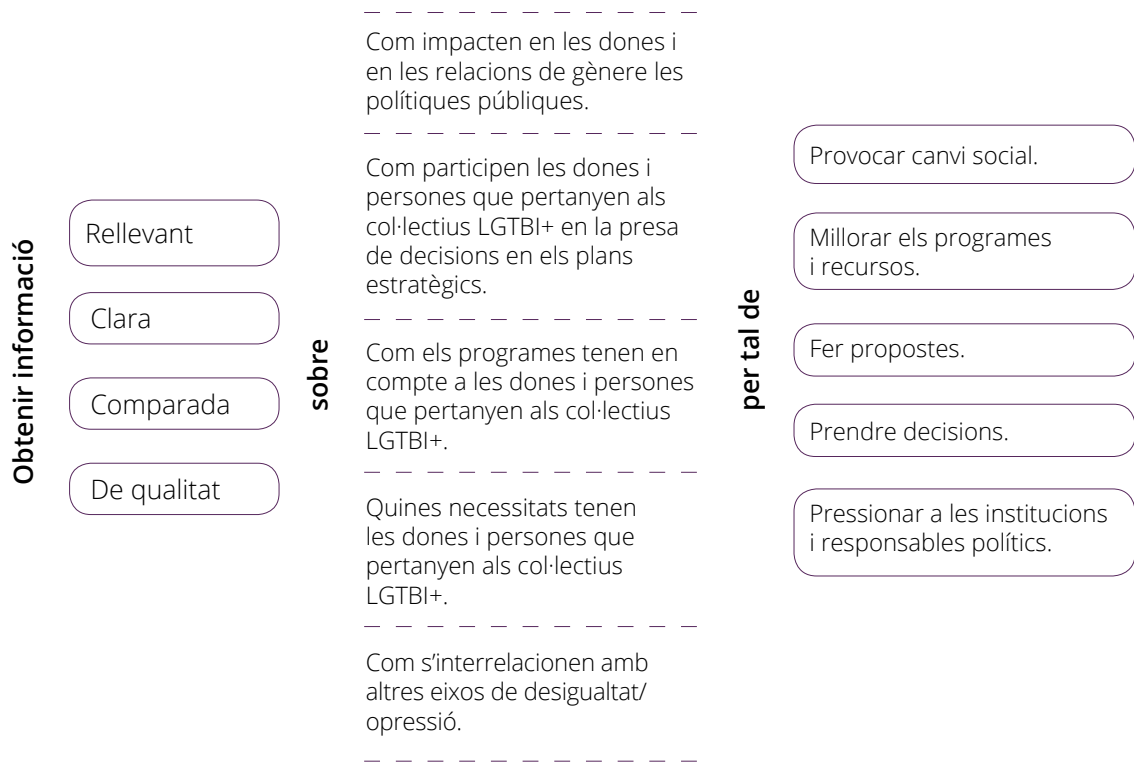 Obtenir informació
Rellevant
Clara
Comparada
De qualitat
sobre
Com impacten en les dones i
en les relacions de gènere les
polítiques públiques.
Com participen les dones i
persones que pertanyen als
col·lectius LGTBI+ en la presa
de decisions en els plans
estratègics.
Com els programes tenen en
compte a les dones i persones
que pertanyen als col·lectius
LGTBI+.
Quines necessitats tenen
les dones i persones que
pertanyen als col·lectius
LGTBI+.
Com s’interrelacionen amb
altres eixos de desigualtat/
opressió.
per tal de
Provocar canvi social.
Millorar els programes
i recursos.
Fer propostes.
Prendre decisions.
Pressionar a les institucions
i responsables polítics.